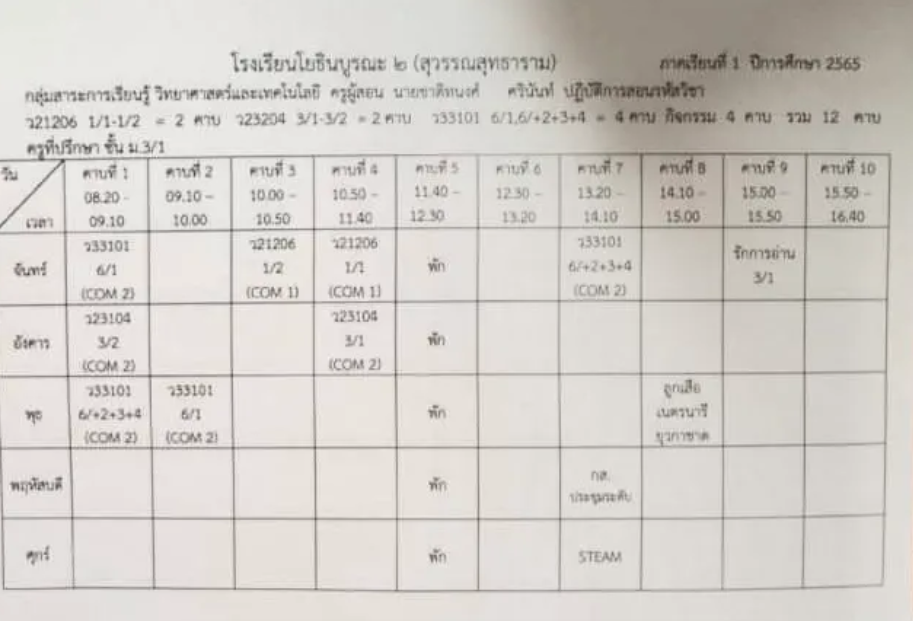 โรงเรียนโยธินบูรณะ ๒ (สุวรรณสุทธาราม) ภาคเรียนที่ 1 ปีการศึกษา 2565
กลุ่มสาระการเรียนรู้ วิทยาศาสตร์และเทคโนโลยี ครูผู้สอน นายชาติทนงค์ ศรินันท์ ปฏิบัติการสอนรหัสวิชา
ว21206 1/1-1/2 = 2 คาบ ว23204 3/1-3/2 = 2 คาบ ว33101 6/1,6/+2+3+4 = 4 คาบ กิจกรรม 4 คาบ รวม 12 คาบ
ครูที่ปรึกษา ชั้น ม.3/1
วัน คาบที่ 1 คาบที่ 2 คาบที่ 3 คาบที่ 4 คาบที่ 5 คาบที่ 6 คาบที่ 7 คาบที่ 8 คาบที่ 9 คาบที่ 10
08.20 - 09.10 – 10.00 – 10.50 – 11.40 – 12.30 – 13.20 – 14.10 – 15.00 – 15.50 –
เวลา 09.10 10.00 10.50 11.40 12.30 13.20 14.10 15.00 15.50 16.40
ว33101 ว21206 ว21206 ว33101
จันทร์ 6/1 1/2 1/1 พัก 6/+2+3+4 รักการอ่าน
(COM 2) (COM 1) (COM 1) (COM 2) 3/1
ว23104 ว23104
อังคาร 3/2 3/1 พัก
(COM 2) (COM 2)
ว33101 ว33101 ลูกเสือ
พุธ 6/+2+3+4 6/1 พัก เนตรนารี
(COM 2) (COM 2) ยุวกาชาด
พฤหัสบดี พัก กส.
ประชุมระดับ
ศุกร์ พัก STEAM